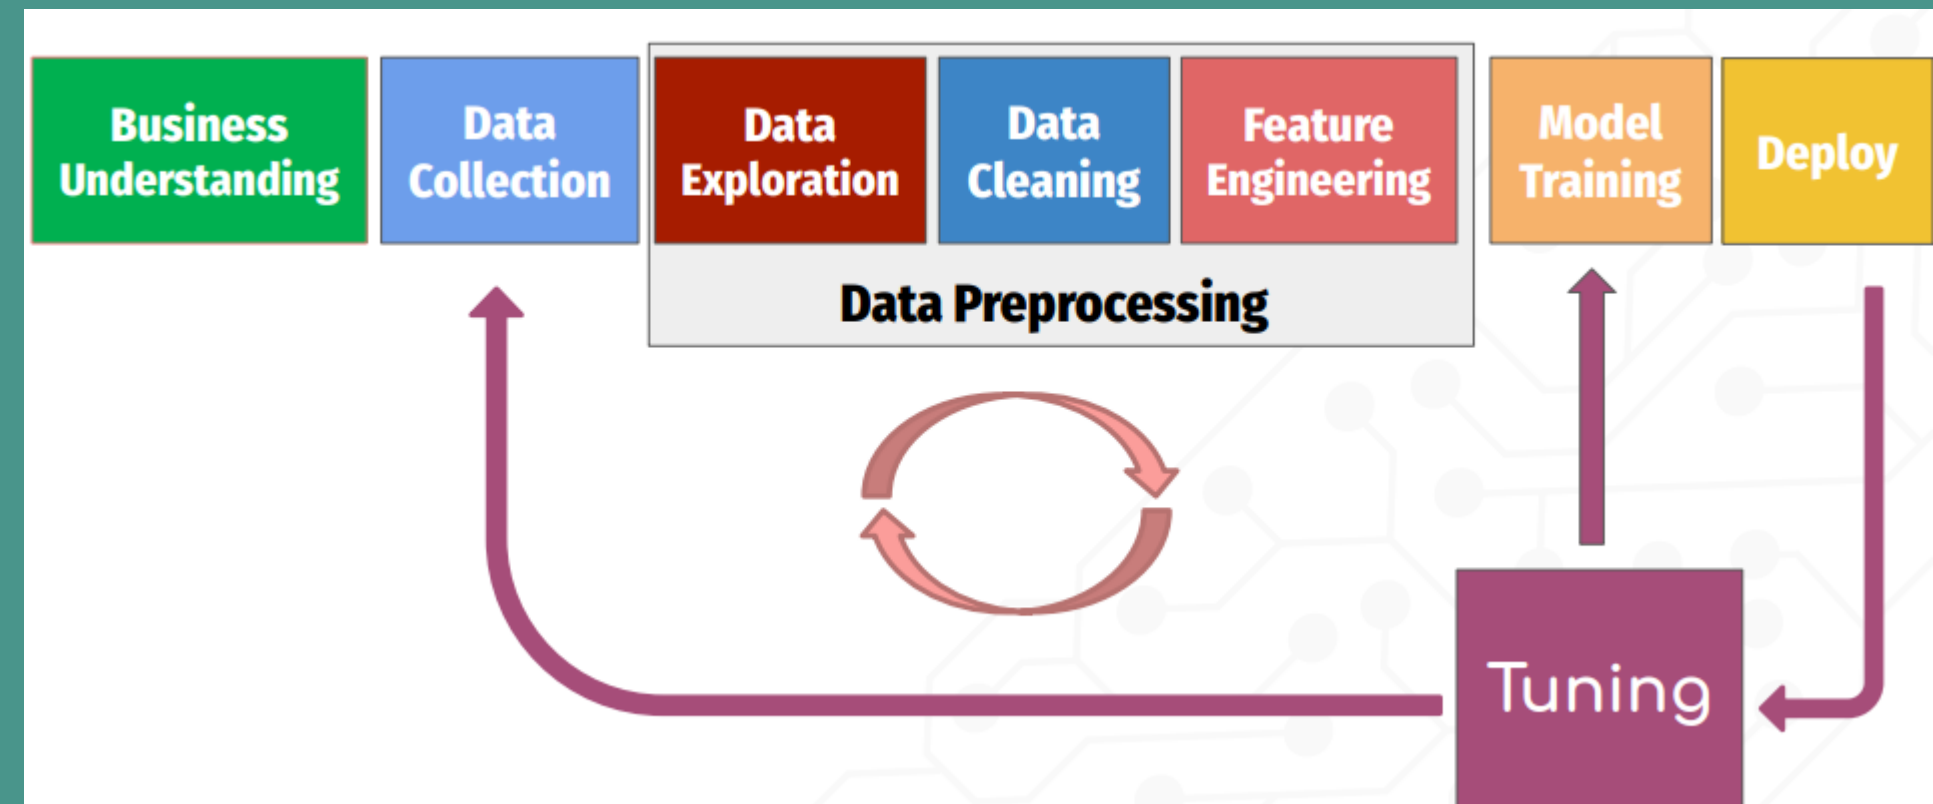 Business
Understanding
Data
Collection
Data
Exploration
Data
Cleaning
Feature
Engineering
Model
Training
Deploy
Data Preprocessing
Tuning